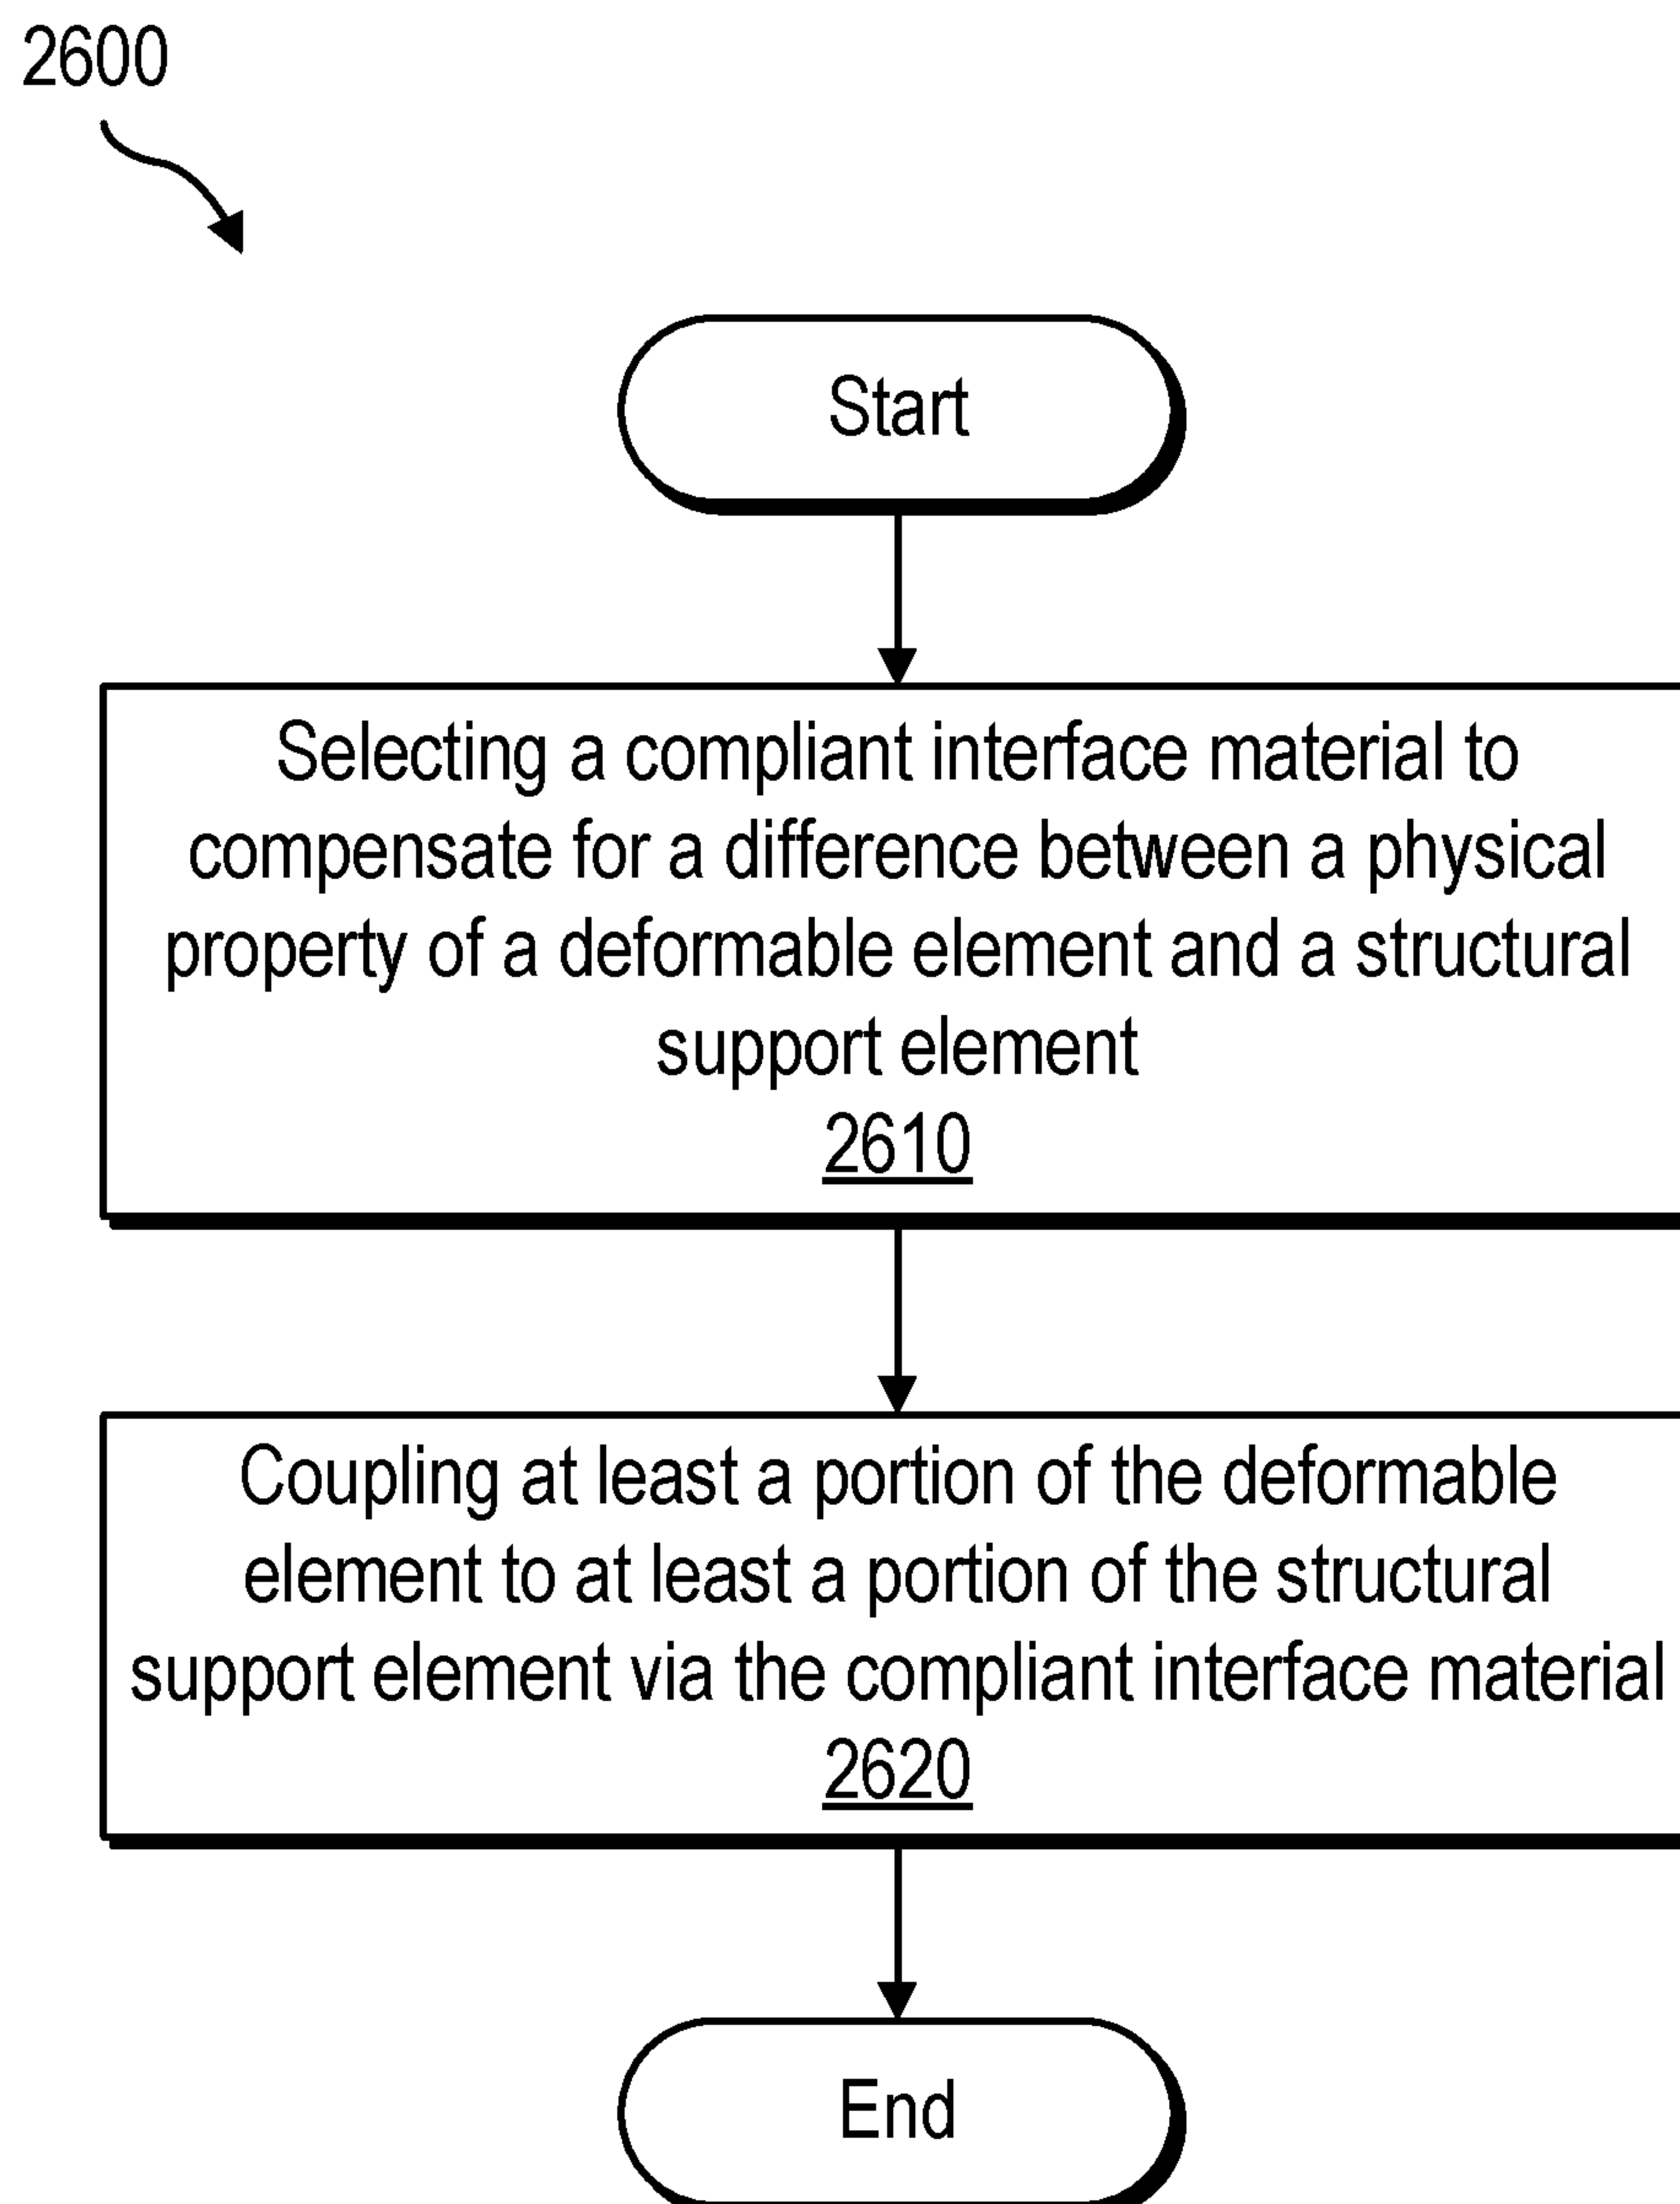 2600
Start
Selecting a compliant interface material to
compensate for a difference between a physical
property of a deformable element and a structural
support element
2610
Coupling at least a portion of the deformable
element to at least a portion of the structural
support element via the compliant interface material
2620
End